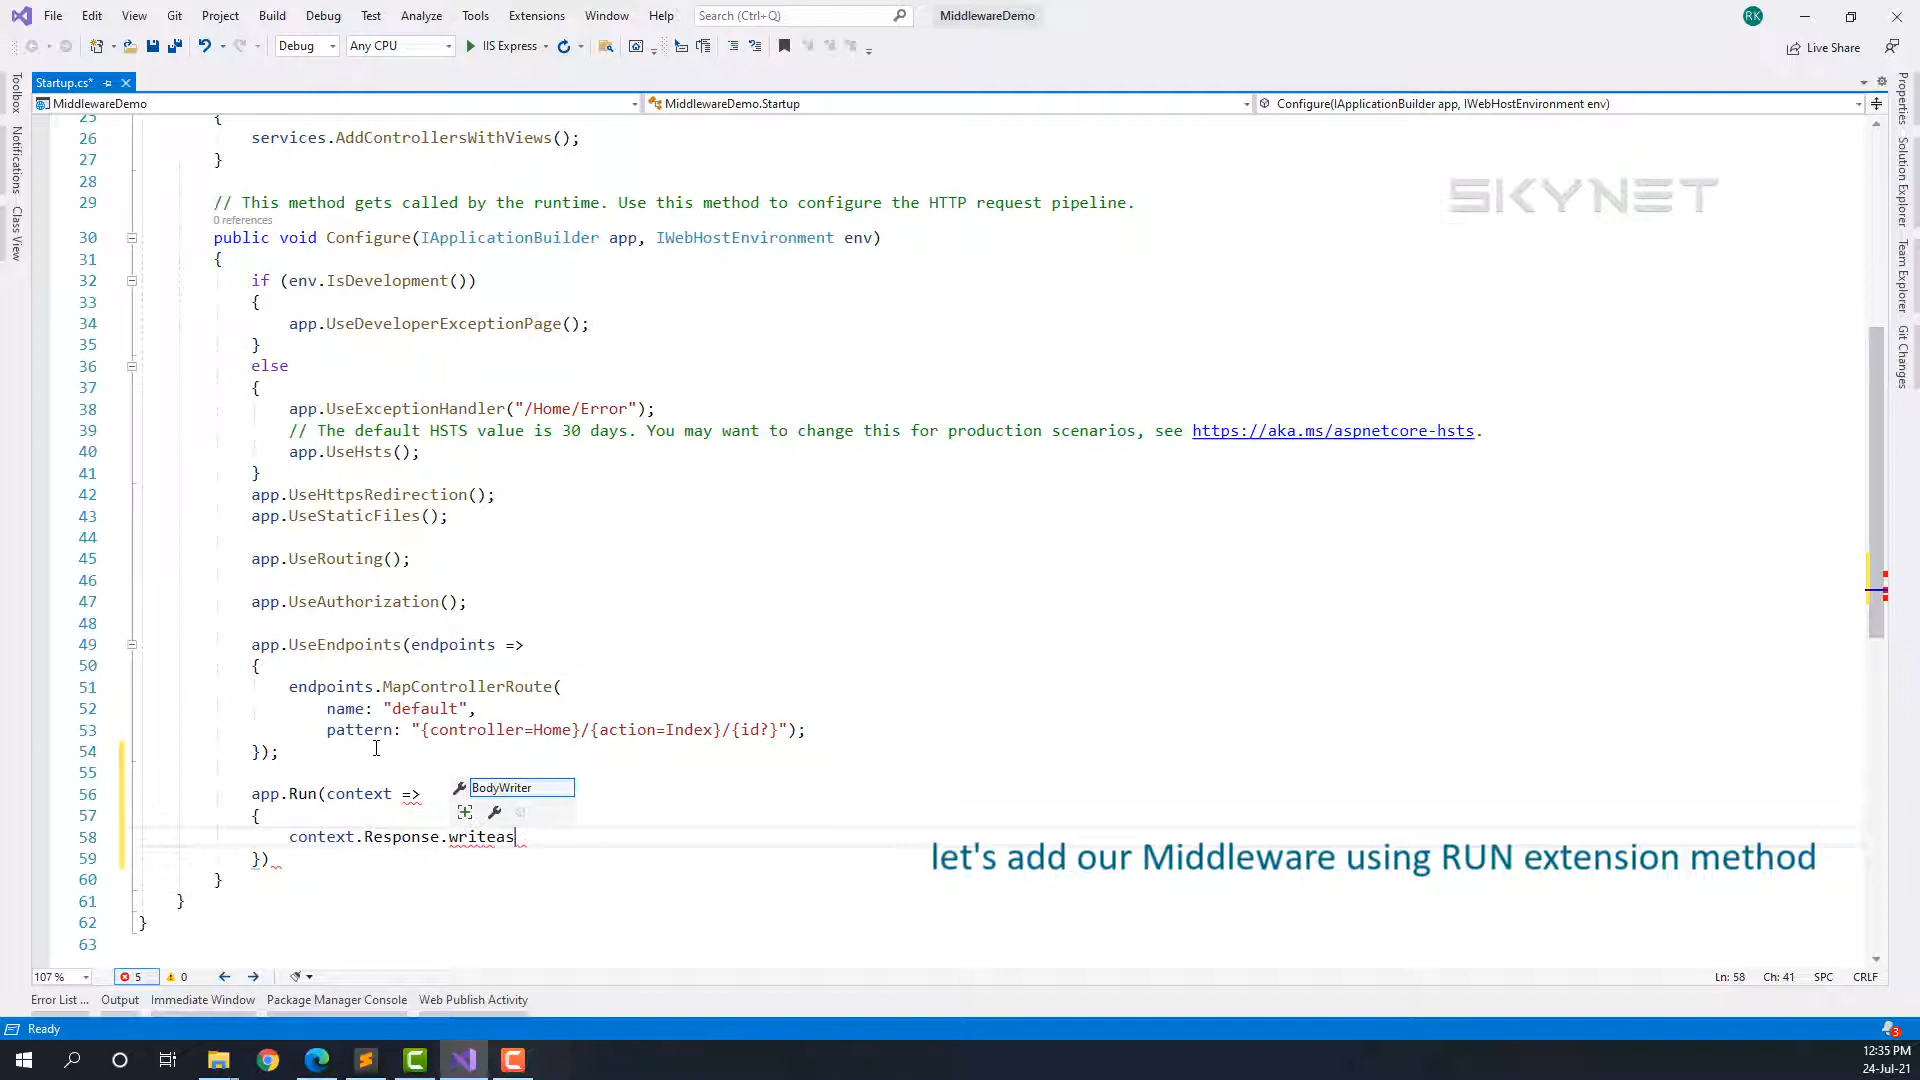 File Edit View Git Project Build Debug Test Analyze Tools Extensions Window Help Search (Ctrl+Q) MiddlewareDemo RK
Debug Any CPU IIS Express Live Share
Startup.cs*
MiddlewareDemo MiddlewareDemo.Startup Configure(IApplicationBuilder app, IWebHostEnvironment env)
Toolbox
Notifications
Class View
Properties
Solution Explorer
Team Explorer
Git Changes
SKYNET
25 {
26 services.AddControllersWithViews();
27 }
28
29 // This method gets called by the runtime. Use this method to configure the HTTP request pipeline.
0 references
30 public void Configure(IApplicationBuilder app, IWebHostEnvironment env)
31 {
32 if (env.IsDevelopment())
33 {
34 app.UseDeveloperExceptionPage();
35 }
36 else
37 {
38 app.UseExceptionHandler("/Home/Error");
39 // The default HSTS value is 30 days. You may want to change this for production scenarios, see https://aka.ms/aspnetcore-hsts.
40 app.UseHsts();
41 }
42 app.UseHttpsRedirection();
43 app.UseStaticFiles();
44
45 app.UseRouting();
46
47 app.UseAuthorization();
48
49 app.UseEndpoints(endpoints =>
50 {
51 endpoints.MapControllerRoute(
52 name: "default",
53 pattern: "{controller=Home}/{action=Index}/{id?}");
54 });
55
56 app.Run(context =>
BodyWriter
57 {
58 context.Response.writeas
59 })
60 }
61 }
62 }
63
let's add our Middleware using RUN extension method
107 % 5 0 Ln: 58 Ch: 41 SPC CRLF
Error List ... Output Immediate Window Package Manager Console Web Publish Activity
Ready 3
12:35 PM
24-Jul-21